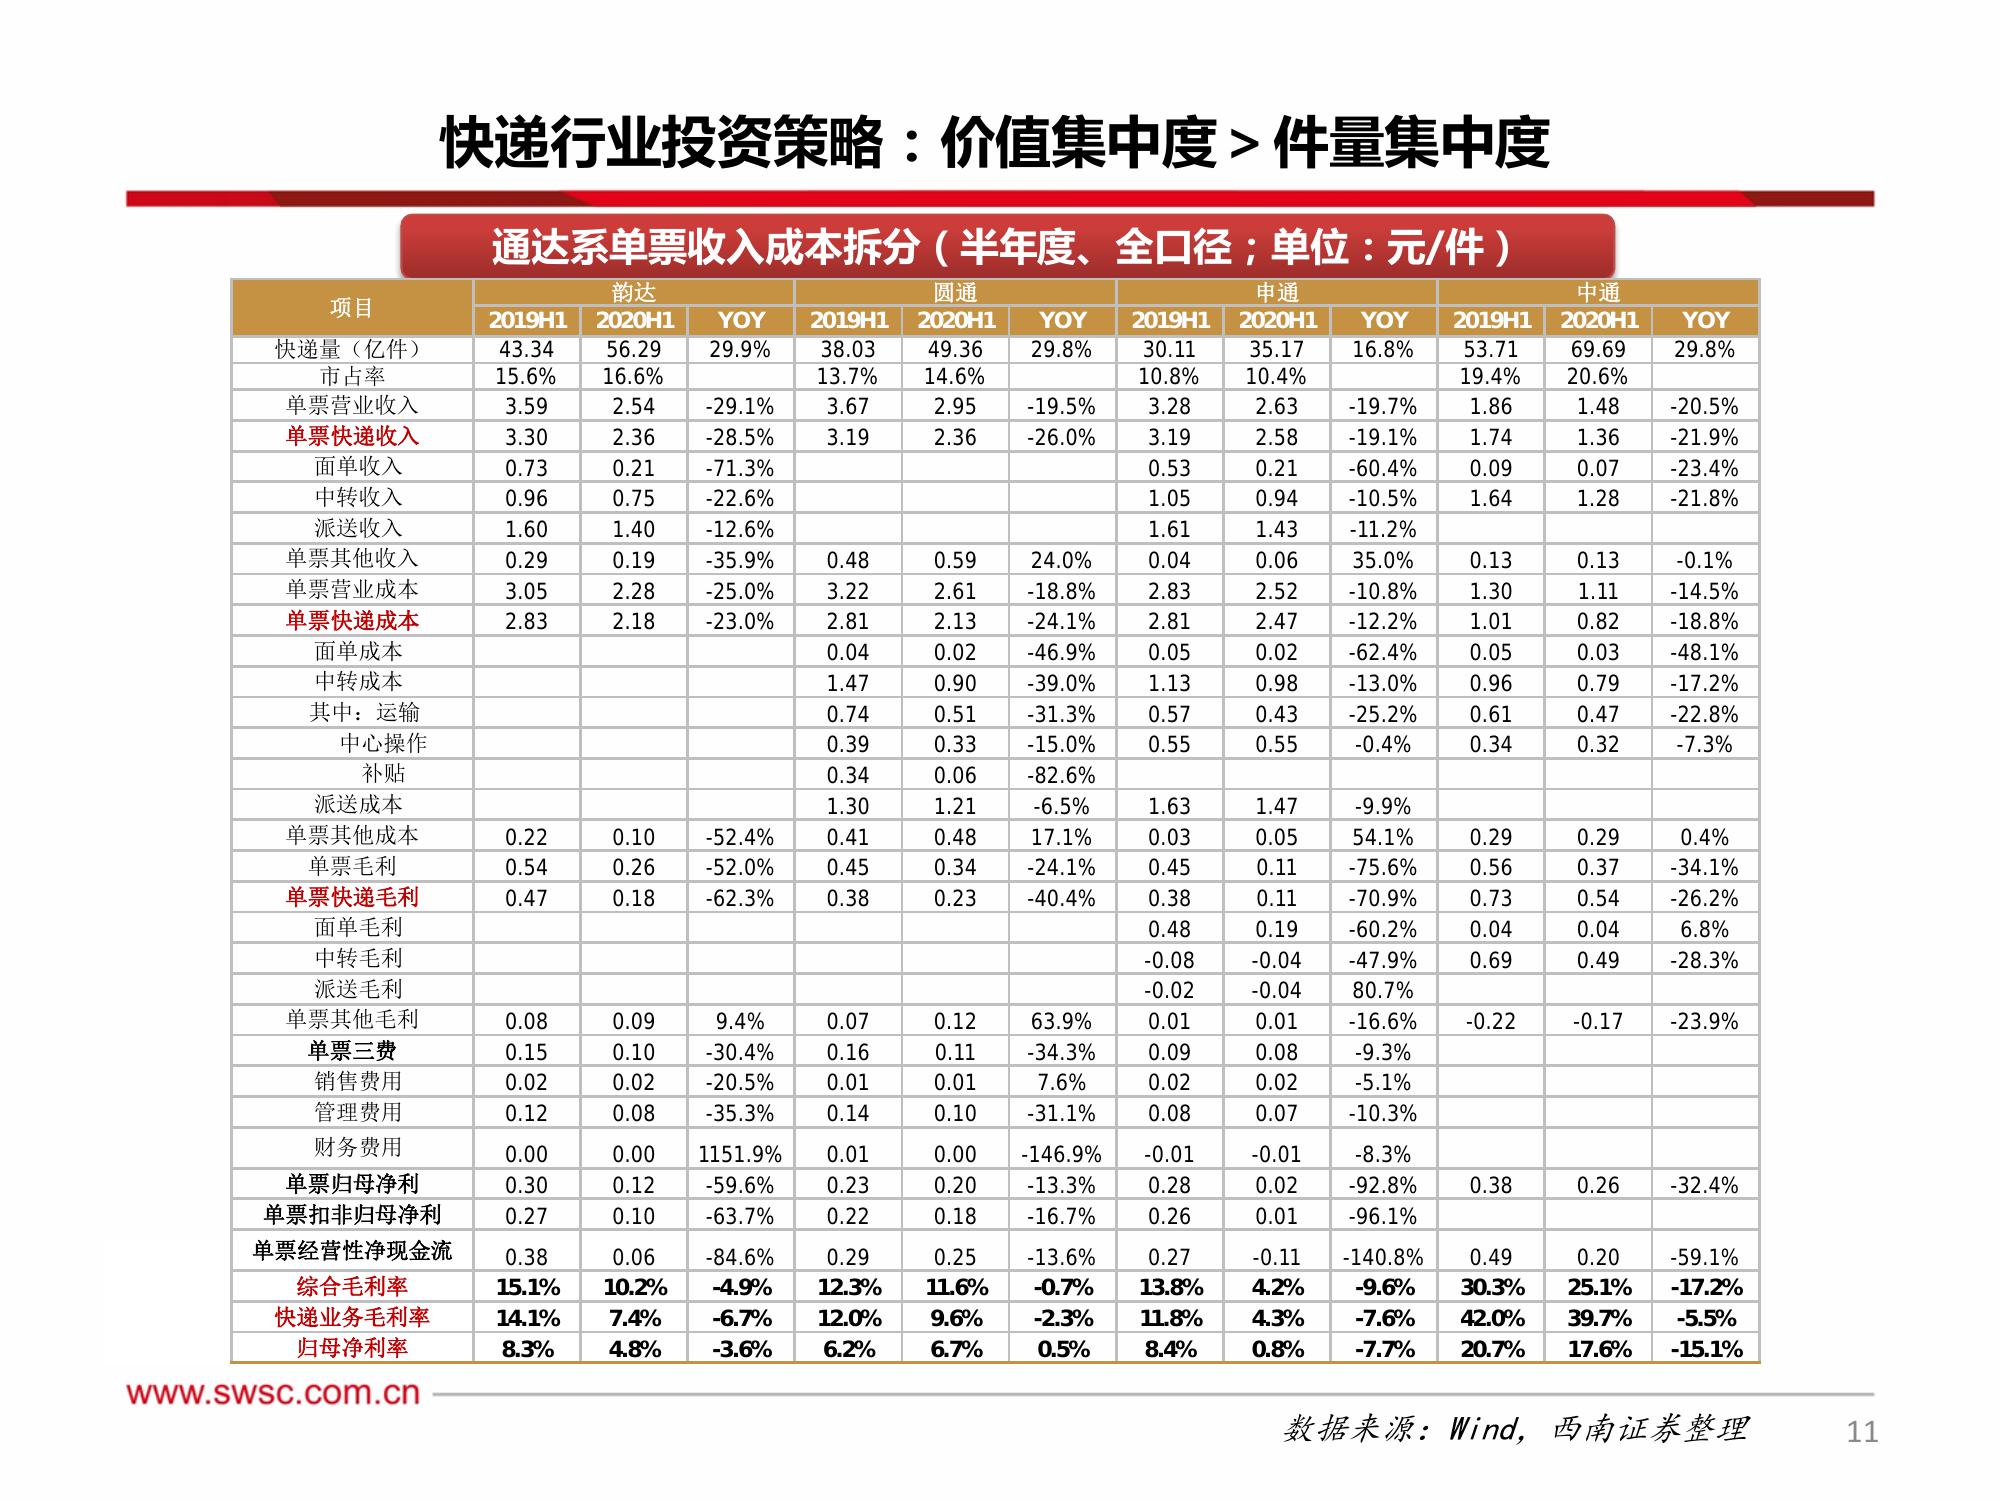 快递行业投资策略：价值集中度＞件量集中度
通达系单票收入成本拆分（半年度、全口径；单位：元/件）
项目 韵达 圆通 申通 中通
2019H1 2020H1 YOY 2019H1 2020H1 YOY 2019H1 2020H1 YOY 2019H1 2020H1 YOY
快递量（亿件） 43.34 56.29 29.9% 38.03 49.36 29.8% 30.11 35.17 16.8% 53.71 69.69 29.8%
市占率 15.6% 16.6% 13.7% 14.6% 10.8% 10.4% 19.4% 20.6%
单票营业收入 3.59 2.54 -29.1% 3.67 2.95 -19.5% 3.28 2.63 -19.7% 1.86 1.48 -20.5%
单票快递收入 3.30 2.36 -28.5% 3.19 2.36 -26.0% 3.19 2.58 -19.1% 1.74 1.36 -21.9%
面单收入 0.73 0.21 -71.3% 0.53 0.21 -60.4% 0.09 0.07 -23.4%
中转收入 0.96 0.75 -22.6% 1.05 0.94 -10.5% 1.64 1.28 -21.8%
派送收入 1.60 1.40 -12.6% 1.61 1.43 -11.2%
单票其他收入 0.29 0.19 -35.9% 0.48 0.59 24.0% 0.04 0.06 35.0% 0.13 0.13 -0.1%
单票营业成本 3.05 2.28 -25.0% 3.22 2.61 -18.8% 2.83 2.52 -10.8% 1.30 1.11 -14.5%
单票快递成本 2.83 2.18 -23.0% 2.81 2.13 -24.1% 2.81 2.47 -12.2% 1.01 0.82 -18.8%
面单成本 0.04 0.02 -46.9% 0.05 0.02 -62.4% 0.05 0.03 -48.1%
中转成本 1.47 0.90 -39.0% 1.13 0.98 -13.0% 0.96 0.79 -17.2%
其中：运输 0.74 0.51 -31.3% 0.57 0.43 -25.2% 0.61 0.47 -22.8%
中心操作 0.39 0.33 -15.0% 0.55 0.55 -0.4% 0.34 0.32 -7.3%
补贴 0.34 0.06 -82.6%
派送成本 1.30 1.21 -6.5% 1.63 1.47 -9.9%
单票其他成本 0.22 0.10 -52.4% 0.41 0.48 17.1% 0.03 0.05 54.1% 0.29 0.29 0.4%
单票毛利 0.54 0.26 -52.0% 0.45 0.34 -24.1% 0.45 0.11 -75.6% 0.56 0.37 -34.1%
单票快递毛利 0.47 0.18 -62.3% 0.38 0.23 -40.4% 0.38 0.11 -70.9% 0.73 0.54 -26.2%
面单毛利 0.48 0.19 -60.2% 0.04 0.04 6.8%
中转毛利 -0.08 -0.04 -47.9% 0.69 0.49 -28.3%
派送毛利 -0.02 -0.04 80.7%
单票其他毛利 0.08 0.09 9.4% 0.07 0.12 63.9% 0.01 0.01 -16.6% -0.22 -0.17 -23.9%
单票三费 0.15 0.10 -30.4% 0.16 0.11 -34.3% 0.09 0.08 -9.3%
销售费用 0.02 0.02 -20.5% 0.01 0.01 7.6% 0.02 0.02 -5.1%
管理费用 0.12 0.08 -35.3% 0.14 0.10 -31.1% 0.08 0.07 -10.3%
财务费用 0.00 0.00 1151.9% 0.01 0.00 -146.9% -0.01 -0.01 -8.3%
单票归母净利 0.30 0.12 -59.6% 0.23 0.20 -13.3% 0.28 0.02 -92.8% 0.38 0.26 -32.4%
单票扣非归母净利 0.27 0.10 -63.7% 0.22 0.18 -16.7% 0.26 0.01 -96.1%
单票经营性净现金流 0.38 0.06 -84.6% 0.29 0.25 -13.6% 0.27 -0.11 -140.8% 0.49 0.20 -59.1%
综合毛利率 15.1% 10.2% -4.9% 12.3% 11.6% -0.7% 13.8% 4.2% -9.6% 30.3% 25.1% -17.2%
快递业务毛利率 14.1% 7.4% -6.7% 12.0% 9.6% -2.3% 11.8% 4.3% -7.6% 42.0% 39.7% -5.5%
归母净利率 8.3% 4.8% -3.6% 6.2% 6.7% 0.5% 8.4% 0.8% -7.7% 20.7% 17.6% -15.1%
www.swsc.com.cn
数据来源：Wind，西南证券整理
11